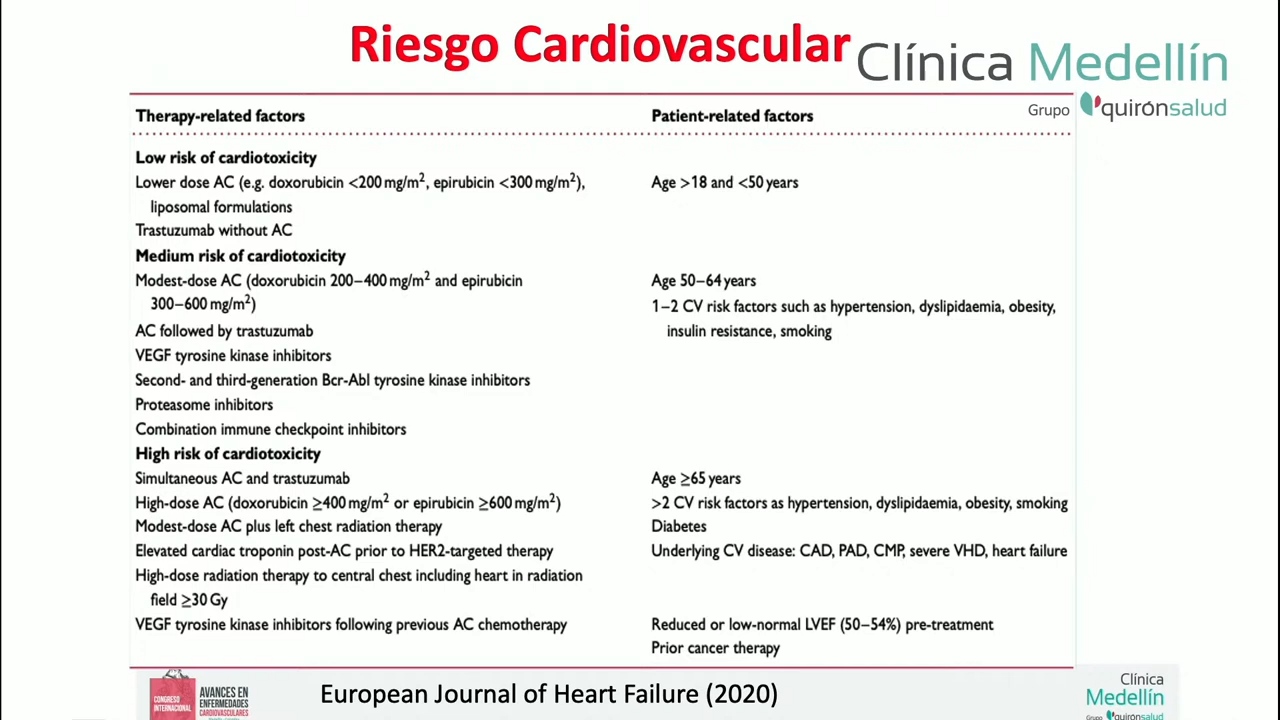 Riesgo Cardiovascular
Clínica Medellín
Grupo quirónsalud
Therapy-related factors Patient-related factors
Low risk of cardiotoxicity
Lower dose AC (e.g. doxorubicin <200 mg/m², epirubicin <300 mg/m²), Age >18 and <50 years
liposomal formulations
Trastuzumab without AC
Medium risk of cardiotoxicity
Modest-dose AC (doxorubicin 200–400 mg/m² and epirubicin Age 50–64 years
300–600 mg/m²) 1–2 CV risk factors such as hypertension, dyslipidaemia, obesity,
AC followed by trastuzumab insulin resistance, smoking
VEGF tyrosine kinase inhibitors
Second- and third-generation Bcr-Abl tyrosine kinase inhibitors
Proteasome inhibitors
Combination immune checkpoint inhibitors
High risk of cardiotoxicity
Simultaneous AC and trastuzumab Age ≥65 years
High-dose AC (doxorubicin ≥400 mg/m² or epirubicin ≥600 mg/m²) >2 CV risk factors as hypertension, dyslipidaemia, obesity, smoking
Modest-dose AC plus left chest radiation therapy Diabetes
Elevated cardiac troponin post-AC prior to HER2-targeted therapy Underlying CV disease: CAD, PAD, CMP, severe VHD, heart failure
High-dose radiation therapy to central chest including heart in radiation
field ≥30 Gy
VEGF tyrosine kinase inhibitors following previous AC chemotherapy Reduced or low-normal LVEF (50–54%) pre-treatment
Prior cancer therapy
CONGRESO
INTERNACIONAL
AVANCES EN
ENFERMEDADES
CARDIOVASCULARES
European Journal of Heart Failure (2020)
Clínica
Medellín
Grupo quirónsalud